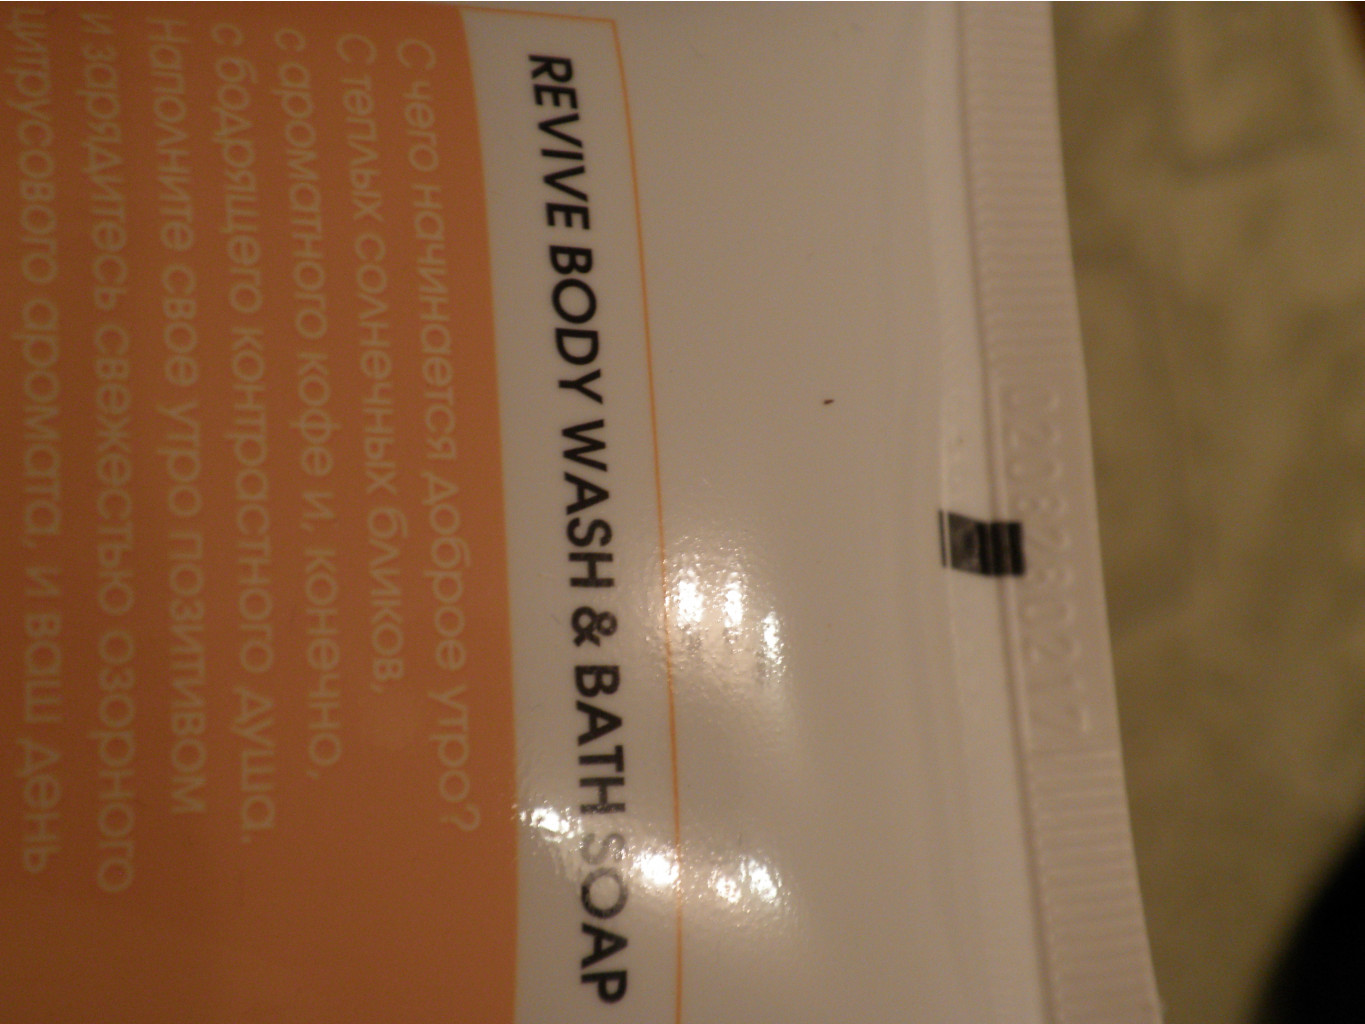 REVIVE BODY WASH & BATH SOAP
С чего начинается доброе утро?
С теплых солнечных бликов,
с ароматного кофе и, конечно,
с бодрящего контрастного душа.
Наполните свое утро позитивом
и зарядитесь свежестью озорного
цитрусового аромата, и ваш день